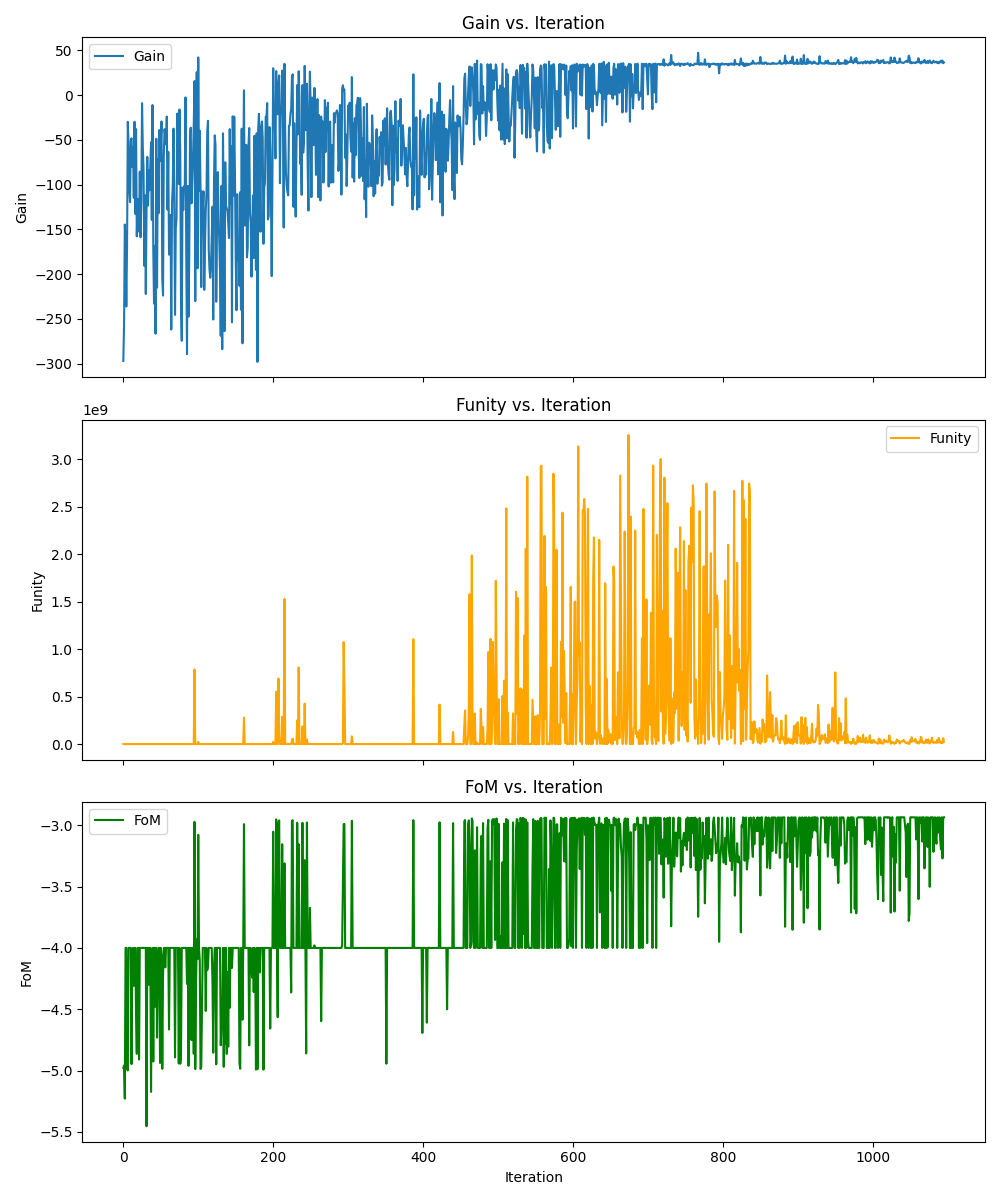 Gain vs. Iteration
Gain
50
0
−50
−100
−150
−200
−250
−300
Gain
Funity vs. Iteration
1e9
Funity
3.0
2.5
2.0
1.5
1.0
0.5
0.0
Funity
FoM vs. Iteration
FoM
−3.0
−3.5
−4.0
−4.5
−5.0
−5.5
FoM
0 200 400 600 800 1000
Iteration